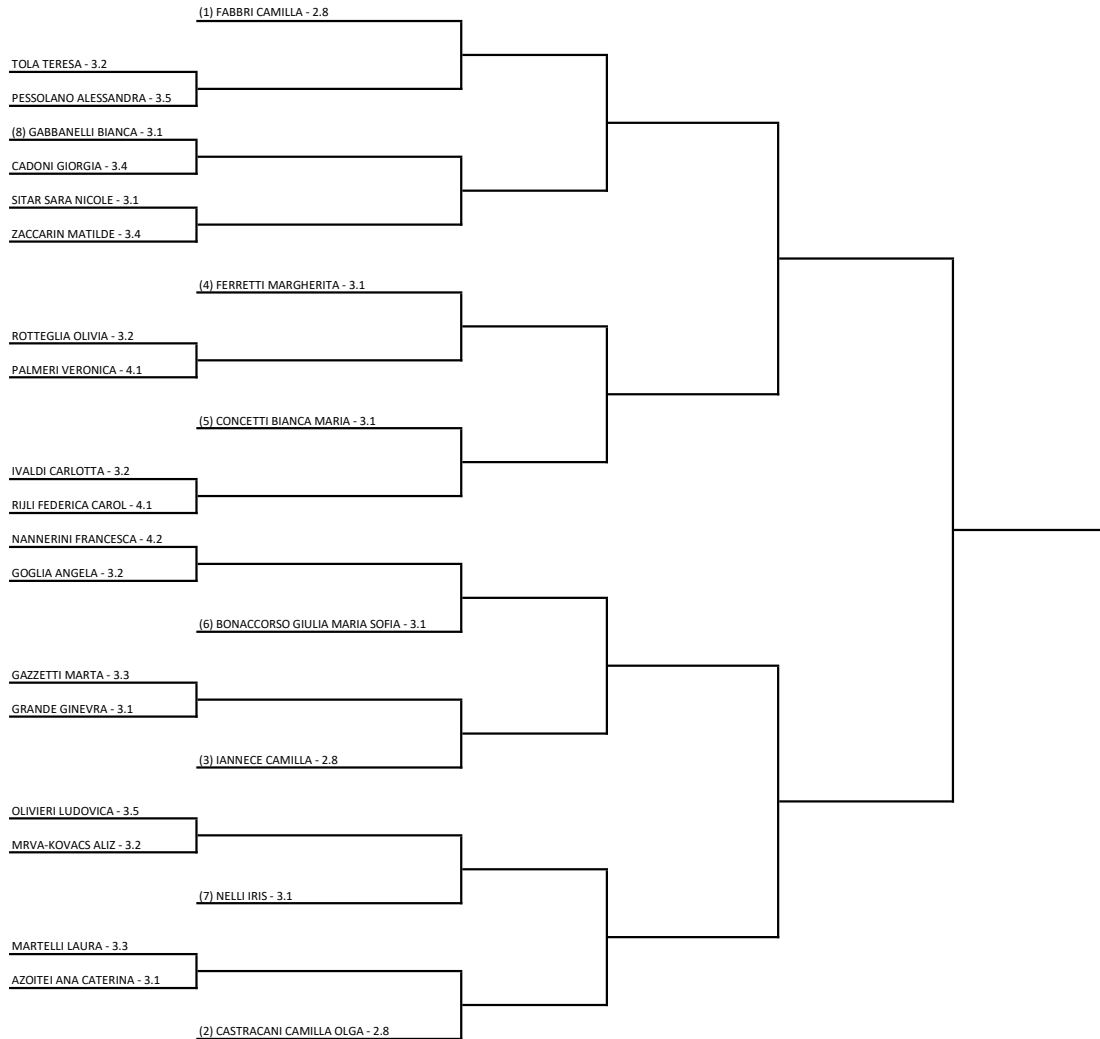 (1) FABBRI CAMILLA - 2.8
TOLA TERESA - 3.2
PESSOLANO ALESSANDRA - 3.5
(8) GABBANELLI BIANCA - 3.1
CADONI GIORGIA - 3.4
SITAR SARA NICOLE - 3.1
ZACCARIN MATILDE - 3.4
(4) FERRETTI MARGHERITA - 3.1
ROTTEGLIA OLIVIA - 3.2
PALMERI VERONICA - 4.1
(5) CONCETTI BIANCA MARIA - 3.1
IVALDI CARLOTTA - 3.2
RIJLI FEDERICA CAROL - 4.1
NANNERINI FRANCESCA - 4.2
GOGLIA ANGELA - 3.2
(6) BONACCORSO GIULIA MARIA SOFIA - 3.1
GAZZETTI MARTA - 3.3
GRANDE GINEVRA - 3.1
(3) IANNECE CAMILLA - 2.8
OLIVIERI LUDOVICA - 3.5
MRVA-KOVACS ALIZ - 3.2
(7) NELLI IRIS - 3.1
MARTELLI LAURA - 3.3
AZOITEI ANA CATERINA - 3.1
(2) CASTRACANI CAMILLA OLGA - 2.8